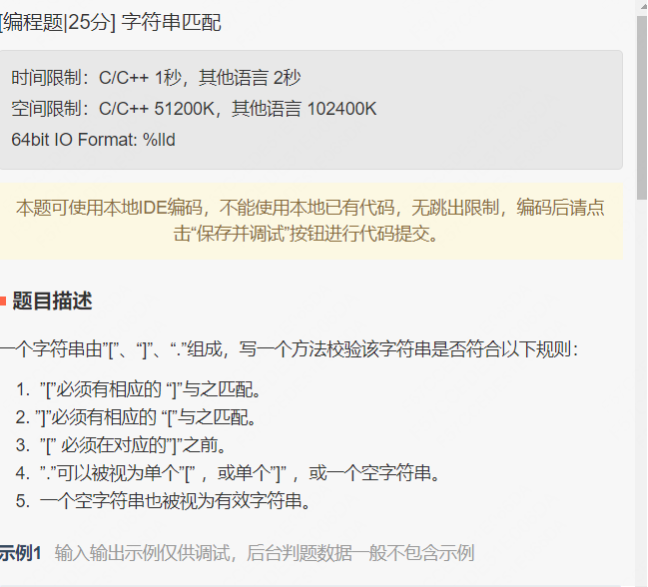 [编程题|25分] 字符串匹配
时间限制：C/C++ 1秒，其他语言 2秒
空间限制：C/C++ 51200K，其他语言 102400K
64bit IO Format: %lld
本题可使用本地IDE编码，不能使用本地已有代码，无跳出限制，编码后请点
击“保存并调试”按钮进行代码提交。
题目描述
一个字符串由”[”、“]”、“.”组成，写一个方法校验该字符串是否符合以下规则：
1. ”[”必须有相应的 “]”与之匹配。
2. ”]”必须有相应的 “[”与之匹配。
3. ”[” 必须在对应的”]”之前。
4. ”.”可以被视为单个”[” ，或单个”]” ，或一个空字符串。
5. 一个空字符串也被视为有效字符串。
示例1 输入输出示例仅供调试，后台判题数据一般不包含示例